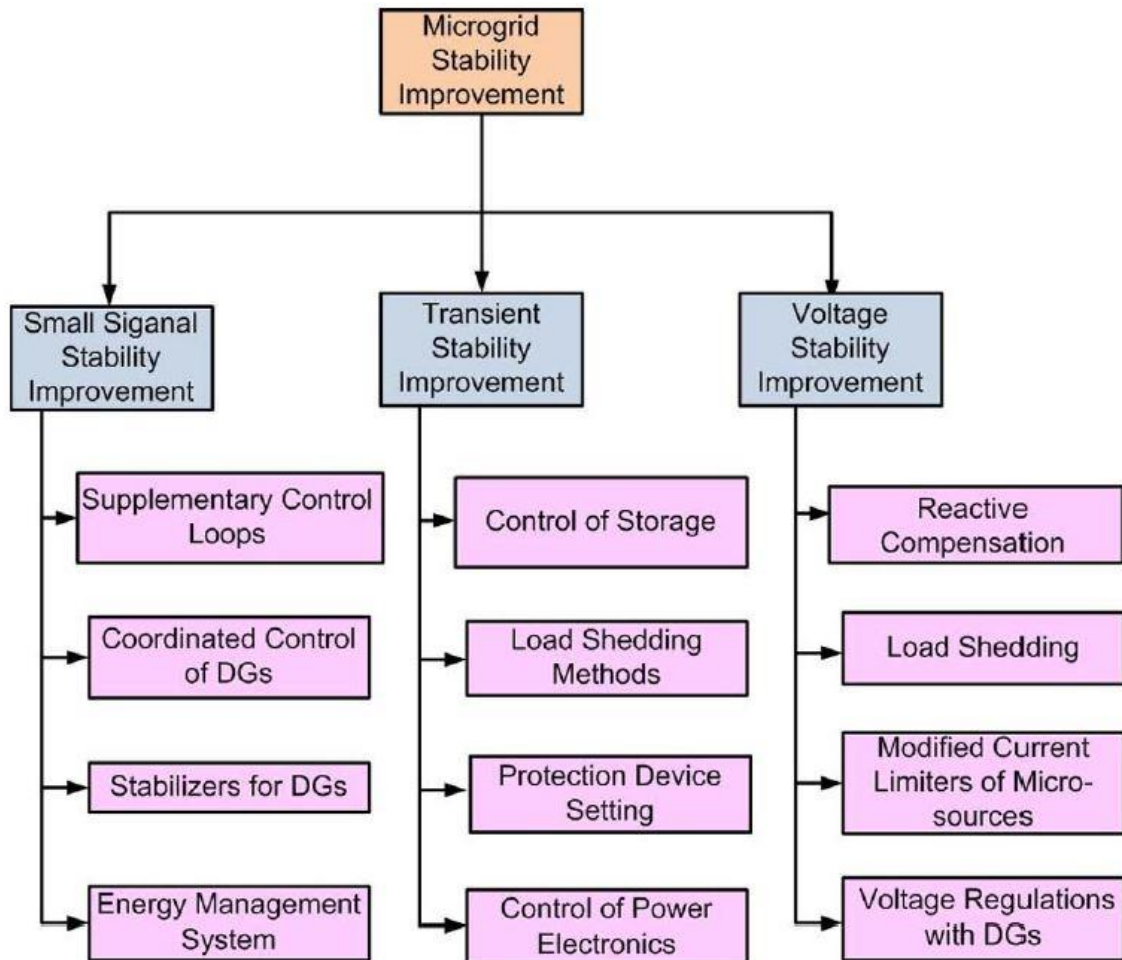 Microgrid
Stability
Improvement
Small Siganal
Stability
Improvement
Transient
Stability
Improvement
Voltage
Stability
Improvement
Supplementary Control
Loops
Coordinated Control
of DGs
Stabilizers for DGs
Energy Management
System
Control of Storage
Load Shedding
Methods
Protection Device
Setting
Control of Power
Electronics
Reactive
Compensation
Load Shedding
Modified Current
Limiters of Micro-
sources
Voltage Regulations
with DGs